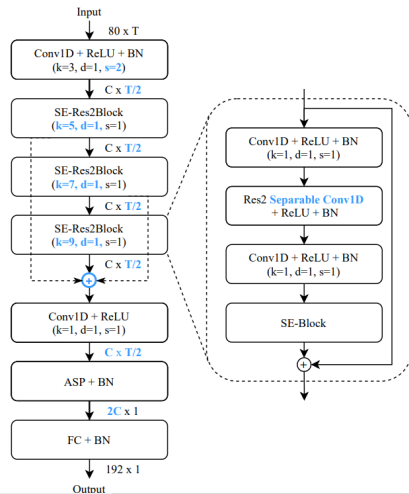 Input
80 x T
Conv1D + ReLU + BN
(k=3, d=1, s=2)
C x T/2
SE-Res2Block
(k=5, d=1, s=1)
C x T/2
SE-Res2Block
(k=7, d=1, s=1)
C x T/2
SE-Res2Block
(k=9, d=1, s=1)
C x T/2
+
Conv1D + ReLU
(k=1, d=1, s=1)
C x T/2
ASP + BN
2C x 1
FC + BN
192 x 1
Output
Conv1D + ReLU + BN
(k=1, d=1, s=1)
Res2 Separable Conv1D
+ ReLU + BN
Conv1D + ReLU + BN
(k=1, d=1, s=1)
SE-Block
+